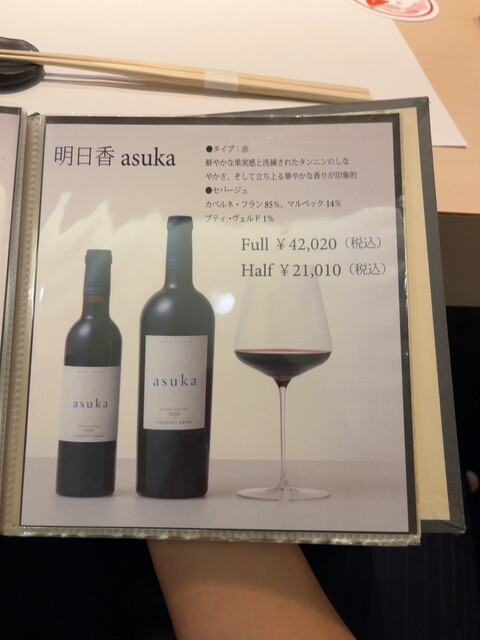 明日香 asuka
●タイプ：赤
鮮やかな果実感と洗練されたタンニンのしな
やかさ、そして立ち上る華やかな香りが印象的
●セパージュ
カベルネ・フラン 85%、マルベック 14%
プティ・ヴェルド 1%
Full ￥42,020（税込）
Half ￥21,010（税込）
asuka
2020
CABERNET FRANC
asuka
2020
CABERNET FRANC